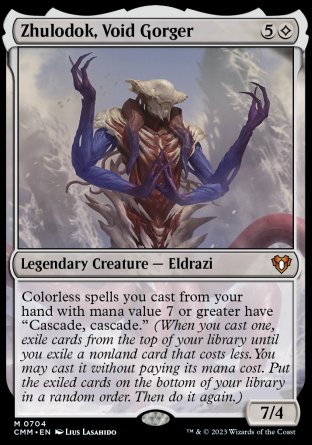 Zhulodok, Void Gorger 5
Legendary Creature — Eldrazi
Colorless spells you cast from your
hand with mana value 7 or greater have
“Cascade, cascade.” (When you cast one,
exile cards from the top of your library until
you exile a nonland card that costs less. You
may cast it without paying its mana cost. Put
the exiled cards on the bottom of your library
in a random order. Then do it again.)
7/4
M 0704
CMM • EN Lius Lasahido
™ & © 2023 Wizards of the Coast